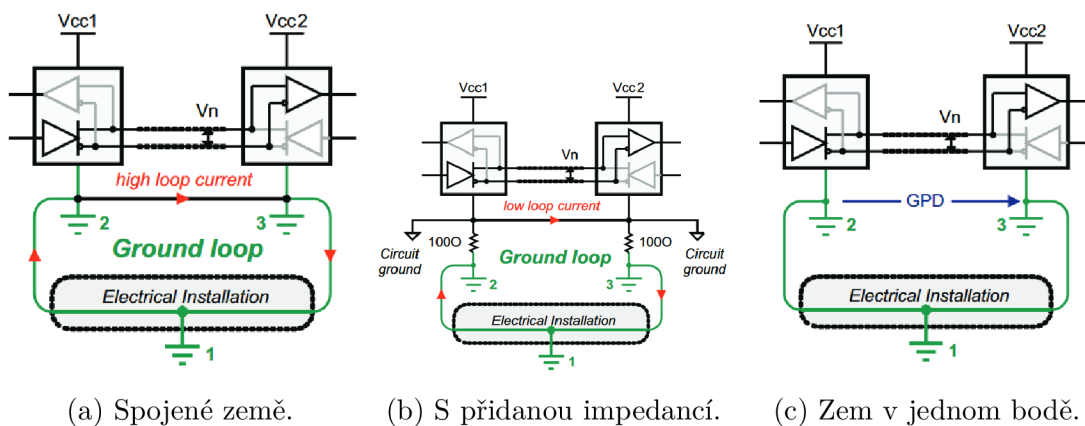 Vcc1
Vcc2
Vn
high loop current
2
3
Ground loop
Electrical Installation
1
(a) Spojené země.
Vcc1
Vcc2
Vn
low loop current
Circuit
ground
100O
100O
Circuit
ground
Ground loop
2
3
Electrical Installation
1
(b) S přidanou impedancí.
Vcc1
Vcc2
Vn
GPD
2
3
Electrical Installation
1
(c) Zem v jednom bodě.